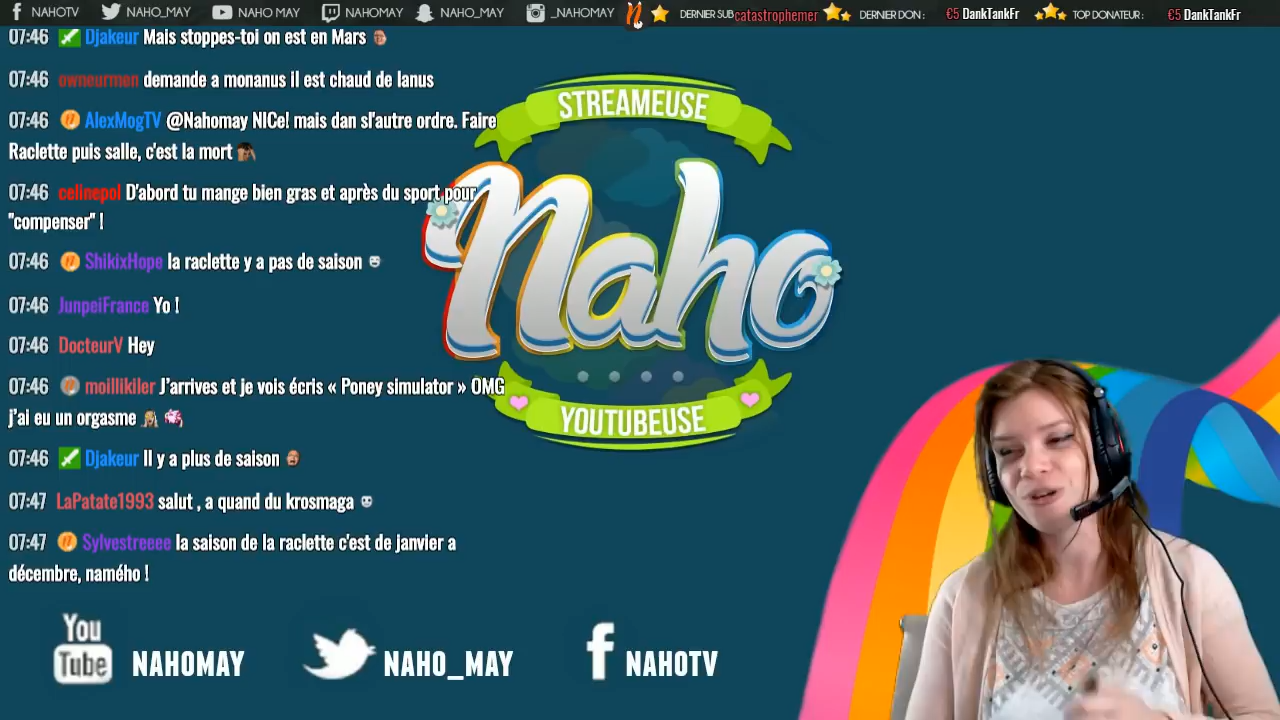 NAHOTV NAHO_MAY NAHO MAY NAHOMAY NAHO_MAY _NAHOMAY DERNIER SUB catastrophemer DERNIER DON : €5 DankTankFr TOP DONATEUR : €5 DankTankFr
07:46 Djakeur Mais stoppes-toi on est en Mars
07:46 owneurmen demande a monanus il est chaud de lanus
07:46 AlexMogTV @Nahomay NICe! mais dan sl'autre ordre. Faire
Raclette puis salle, c'est la mort
07:46 celinepol D'abord tu mange bien gras et après du sport pour
"compenser" !
07:46 ShikixHope la raclette y a pas de saison
07:46 JunpeiFrance Yo !
07:46 DocteurV Hey
07:46 moillikiler J'arrives et je vois écris « Poney simulator » OMG
j'ai eu un orgasme
07:46 Djakeur Il y a plus de saison
07:47 LaPatate1993 salut , a quand du krosmaga
07:47 Sylvestreeee la saison de la raclette c'est de janvier a
décembre, namého !
STREAMEUSE
Naho
YOUTUBEUSE
You
Tube
NAHOMAY NAHO_MAY NAHOTV